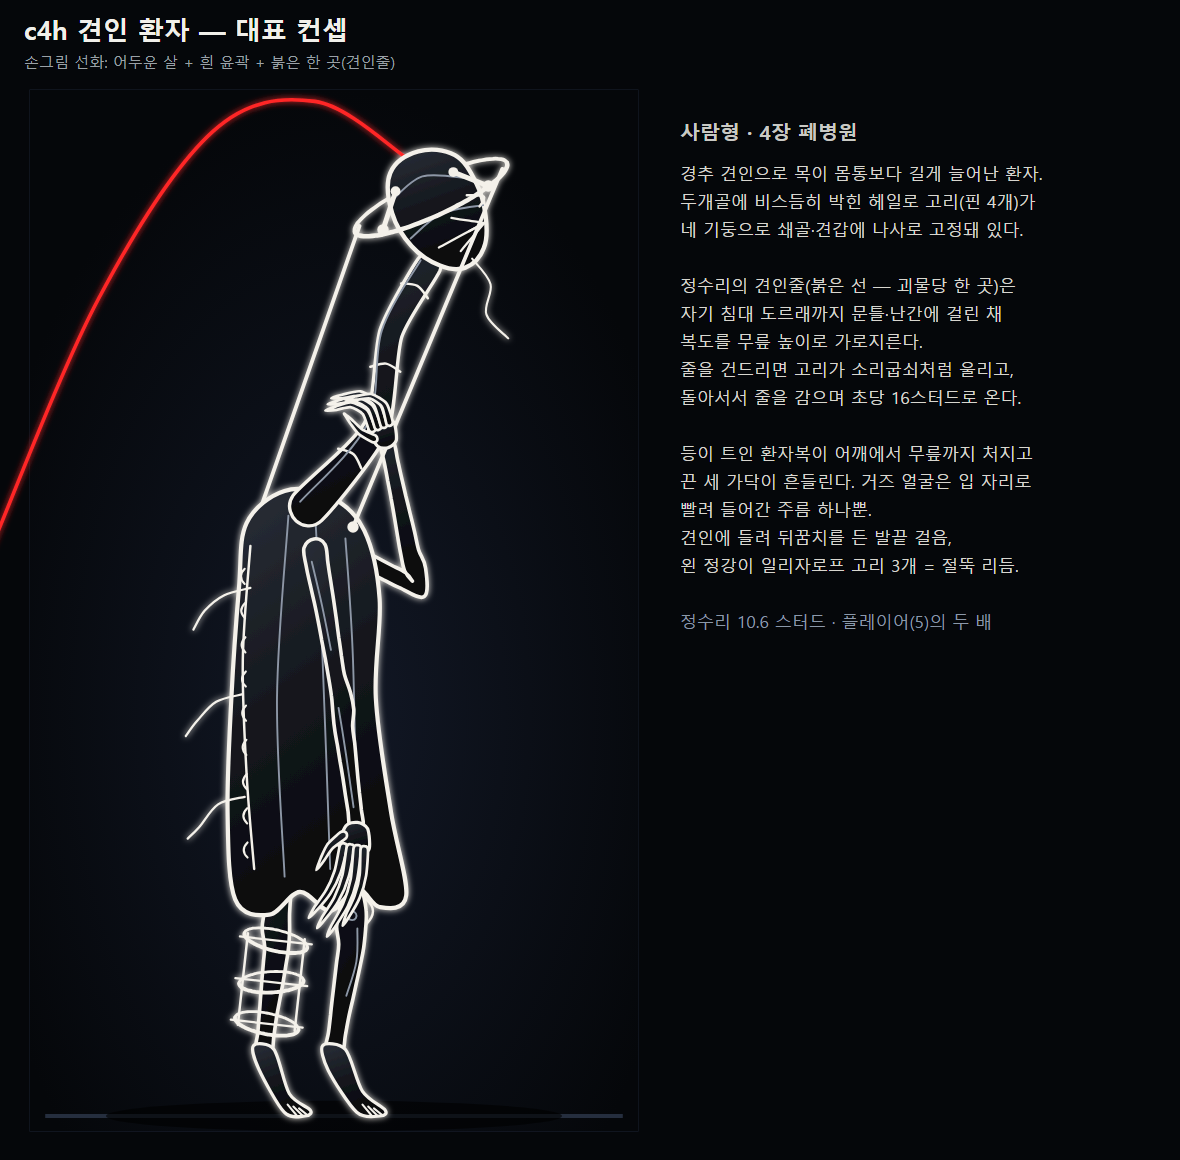 c4h 견인 환자 — 대표 컨셉
손그림 선화: 어두운 살 + 흰 윤곽 + 붉은 한 곳(견인줄)
사람형 · 4장 폐병원
경추 견인으로 목이 몸통보다 길게 늘어난 환자.
두개골에 비스듬히 박힌 헤일로 고리(핀 4개)가
네 기둥으로 쇄골·견갑에 나사로 고정돼 있다.
정수리의 견인줄(붉은 선 — 괴물당 한 곳)은
자기 침대 도르래까지 문틀·난간에 걸린 채
복도를 무릎 높이로 가로지른다.
줄을 건드리면 고리가 소리굽쇠처럼 울리고,
돌아서서 줄을 감으며 초당 16스터드로 온다.
등이 트인 환자복이 어깨에서 무릎까지 처지고
끈 세 가닥이 흔들린다. 거즈 얼굴은 입 자리로
빨려 들어간 주름 하나뿐.
견인에 들려 뒤꿈치를 든 발끝 걸음,
왼 정강이 일리자로프 고리 3개 = 절뚝 리듬.
정수리 10.6 스터드 · 플레이어(5)의 두 배